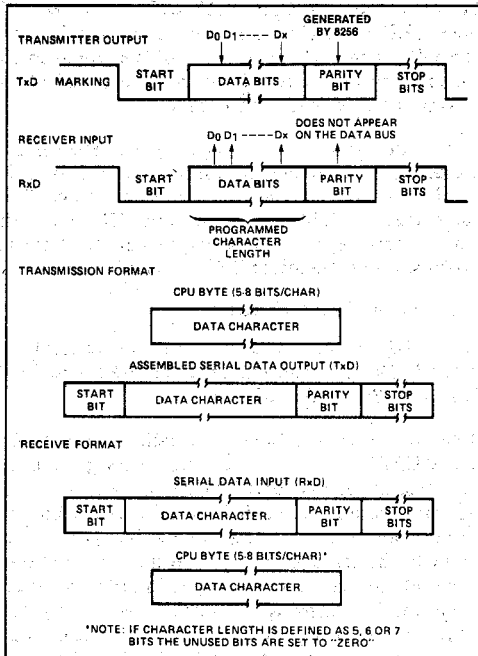 GENERATED
BY 8256
TRANSMITTER OUTPUT
D0 D1 ---- Dx
TxD MARKING
START
BIT
DATA BITS
PARITY
BIT
STOP
BITS
RECEIVER INPUT
D0 D1 ---- Dx
DOES NOT APPEAR
ON THE DATA BUS
RxD
START
BIT
DATA BITS
PARITY
BIT
STOP
BITS
PROGRAMMED
CHARACTER
LENGTH
TRANSMISSION FORMAT
CPU BYTE (5-8 BITS/CHAR)
DATA CHARACTER
ASSEMBLED SERIAL DATA OUTPUT (TxD)
START
BIT
DATA CHARACTER
PARITY
BIT
STOP
BITS
RECEIVE FORMAT
SERIAL DATA INPUT (RxD)
START
BIT
DATA CHARACTER
PARITY
BIT
STOP
BITS
CPU BYTE (5-8 BITS/CHAR)*
DATA CHARACTER
*NOTE: IF CHARACTER LENGTH IS DEFINED AS 5, 6 OR 7
BITS THE UNUSED BITS ARE SET TO "ZERO"